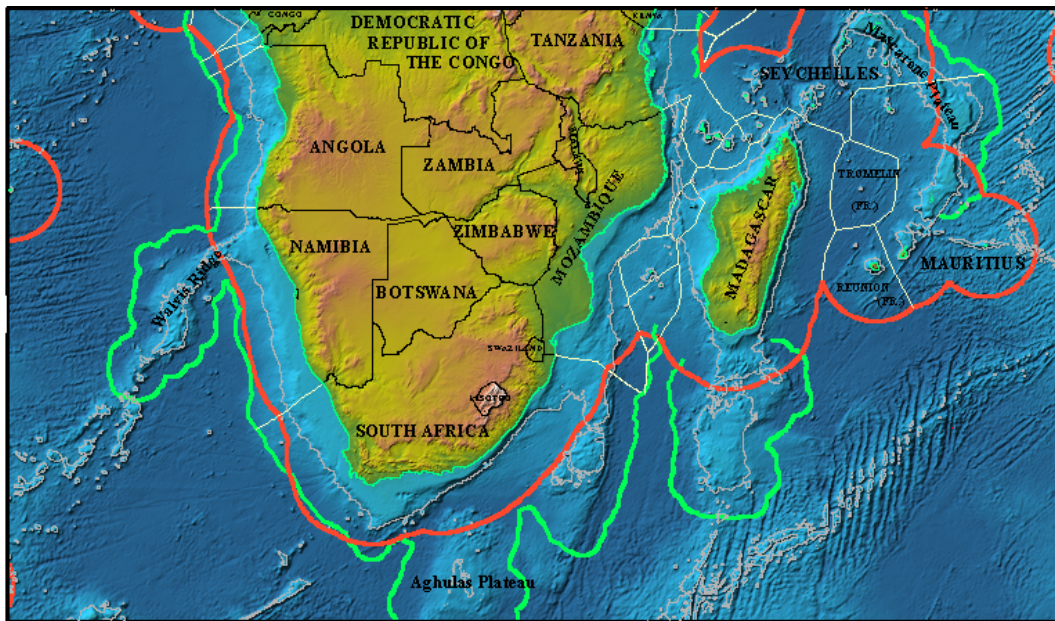 CONGO
DEMOCRATIC
REPUBLIC OF
THE CONGO
KENYA
TANZANIA
SEYCHELLES
Mascarene Plateau
ANGOLA
ZAMBIA
MALAWI
MOZAMBIQUE
TROMELIN
(FR.)
NAMIBIA
ZIMBABWE
BOTSWANA
MADAGASCAR
MAURITIUS
REUNION
(FR.)
Walvis Ridge
SWAZILAND
LESOTHO
SOUTH AFRICA
Aghulas Plateau